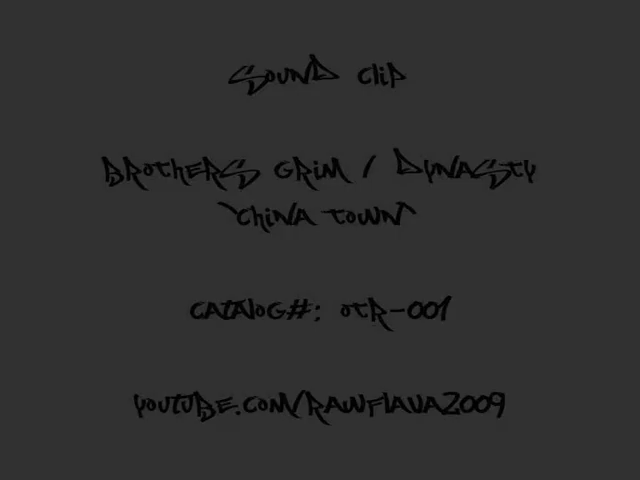 Sound Clip
Brothers Grim / Dynasty
"China Town"
Catalog#: OTR-001
youtube.com/rawflava2009